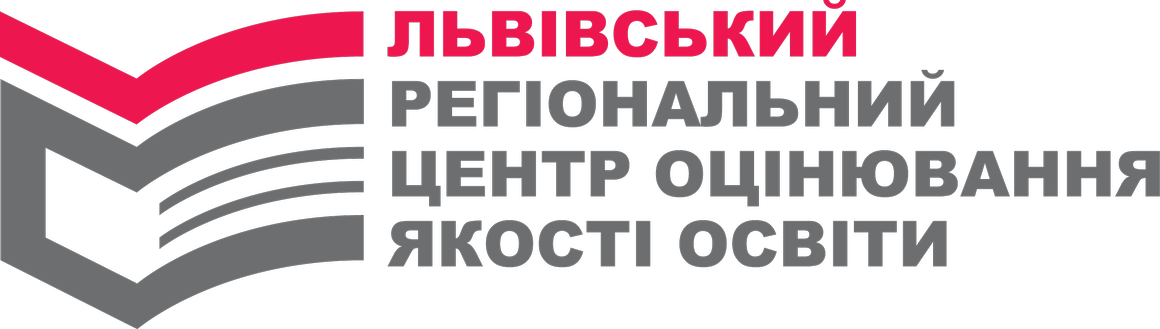 ЛЬВІВСЬКИЙ
РЕГІОНАЛЬНИЙ
ЦЕНТР ОЦІНЮВАННЯ
ЯКОСТІ ОСВІТИ